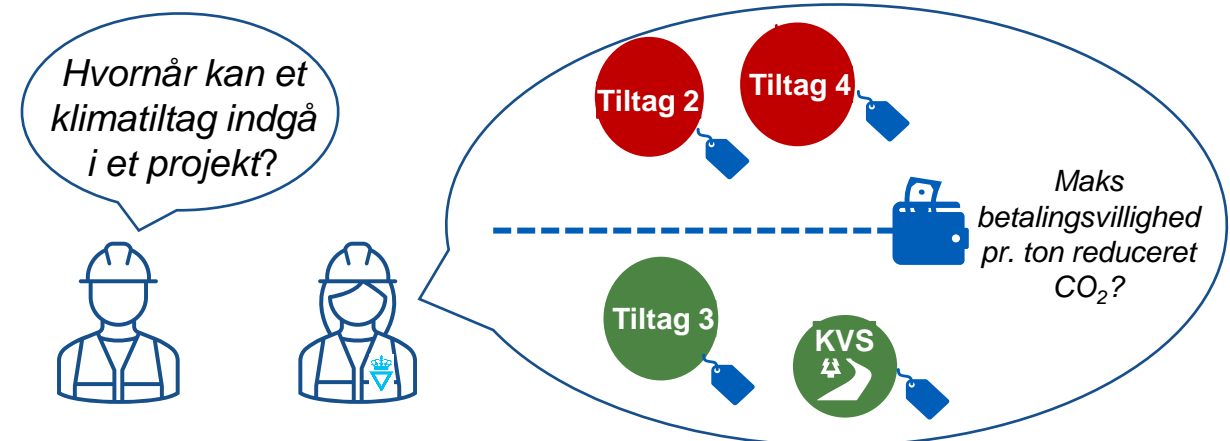 Hvornår kan et
klimatiltag indgå
i et projekt?
Tiltag 2
Tiltag 4
Maks
betalingsvillighed
pr. ton reduceret
CO₂?
Tiltag 3
KVS